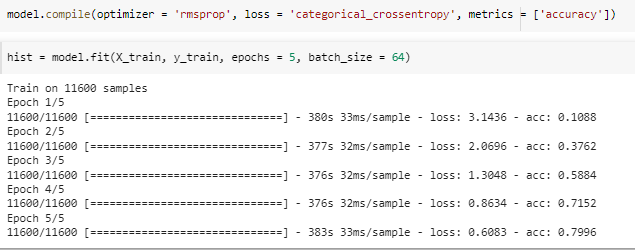 model.compile(optimizer = 'rmsprop', loss = 'categorical_crossentropy', metrics = ['accuracy'])
hist = model.fit(X_train, y_train, epochs = 5, batch_size = 64)
Train on 11600 samples
Epoch 1/5
11600/11600 [==============================] - 380s 33ms/sample - loss: 3.1436 - acc: 0.1088
Epoch 2/5
11600/11600 [==============================] - 377s 32ms/sample - loss: 2.0696 - acc: 0.3762
Epoch 3/5
11600/11600 [==============================] - 376s 32ms/sample - loss: 1.3048 - acc: 0.5884
Epoch 4/5
11600/11600 [==============================] - 376s 32ms/sample - loss: 0.8634 - acc: 0.7152
Epoch 5/5
11600/11600 [==============================] - 383s 33ms/sample - loss: 0.6083 - acc: 0.7996